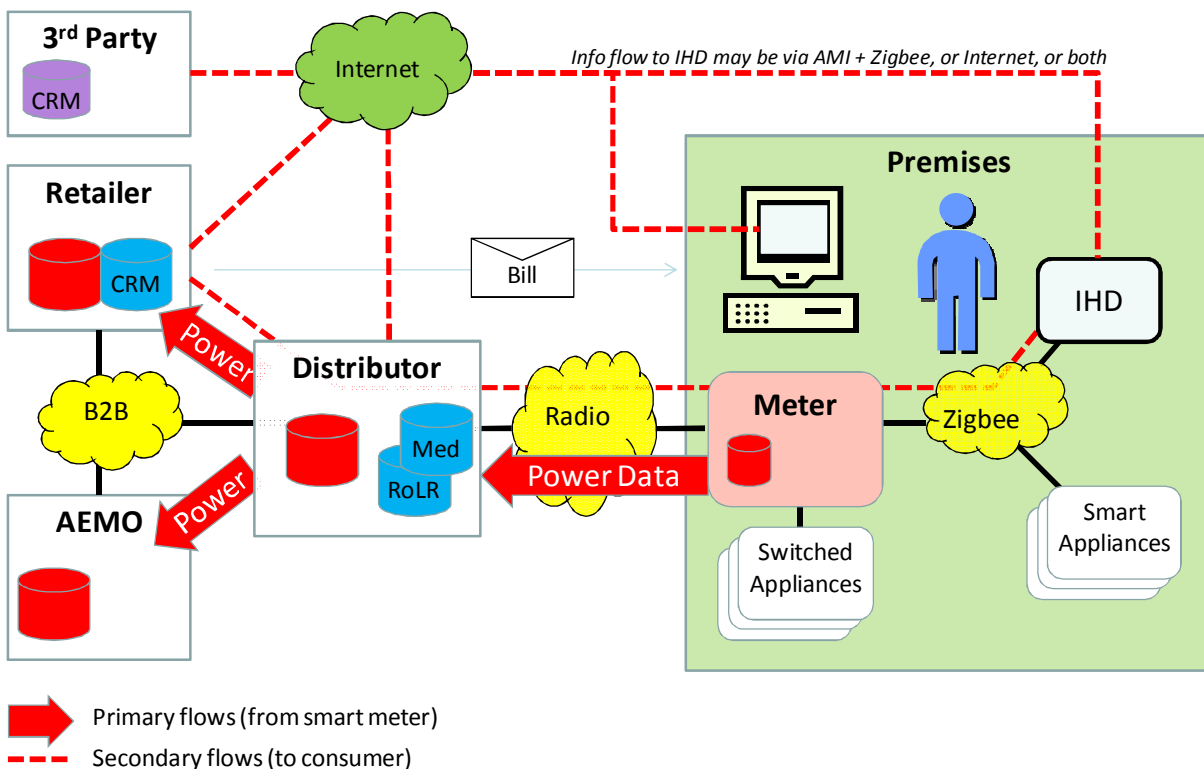 3rd Party
CRM
Internet
Info flow to IHD may be via AMI + Zigbee, or Internet, or both
Retailer
CRM
Bill
Premises
IHD
Power
Distributor
Med
RoLR
B2B
Radio
Power Data
Meter
Zigbee
Power
AEMO
Switched
Appliances
Smart
Appliances
Primary flows (from smart meter)
Secondary flows (to consumer)